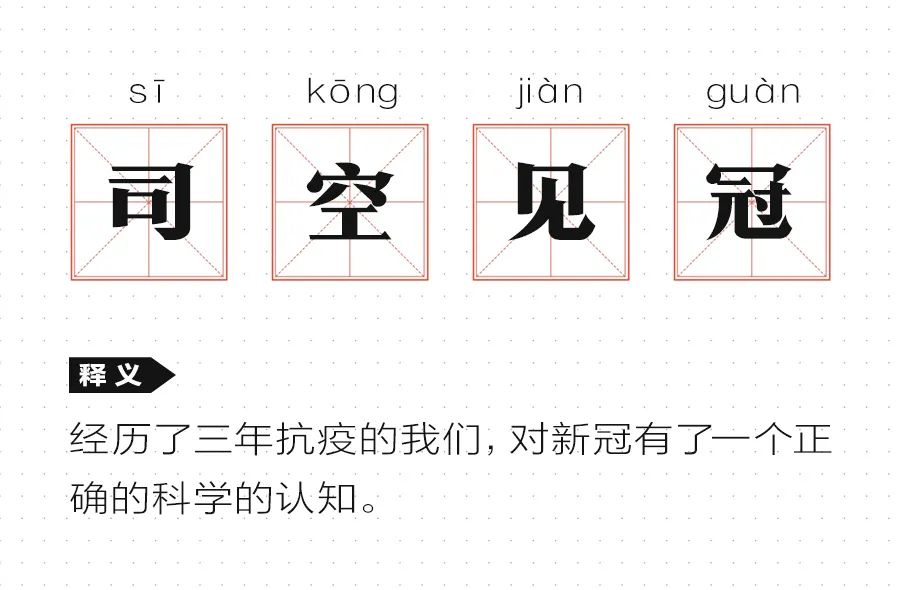 sī kōng jiàn guàn
司空见冠
释义
经历了三年抗疫的我们，对新冠有了一个正
确的科学的认知。